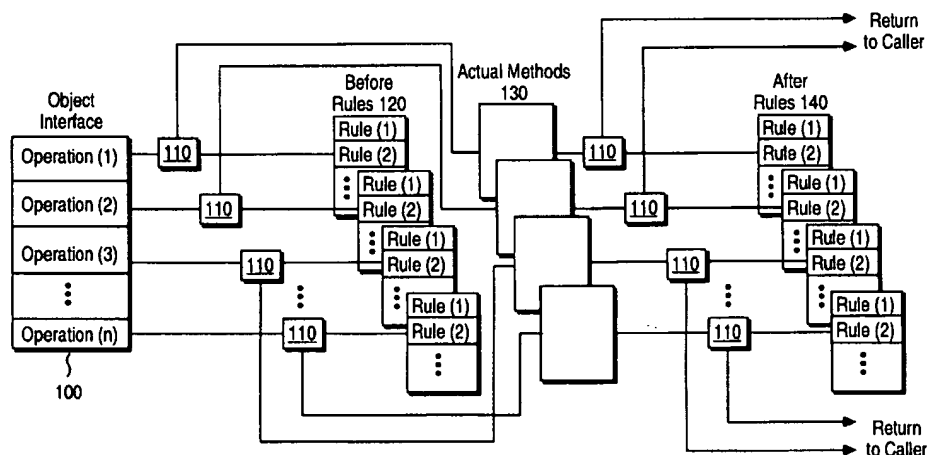 Return
to Caller
Actual Methods
130
Before
Rules 120
After
Rules 140
Object
Interface
Operation (1)
Operation (2)
Operation (3)
Operation (n)
100
110
110
110
110
Rule (1)
Rule (2)
Rule (1)
Rule (2)
Rule (1)
Rule (2)
Rule (1)
Rule (2)
110
110
110
110
Rule (1)
Rule (2)
Rule (1)
Rule (2)
Rule (1)
Rule (2)
Rule (1)
Rule (2)
Return
to Caller